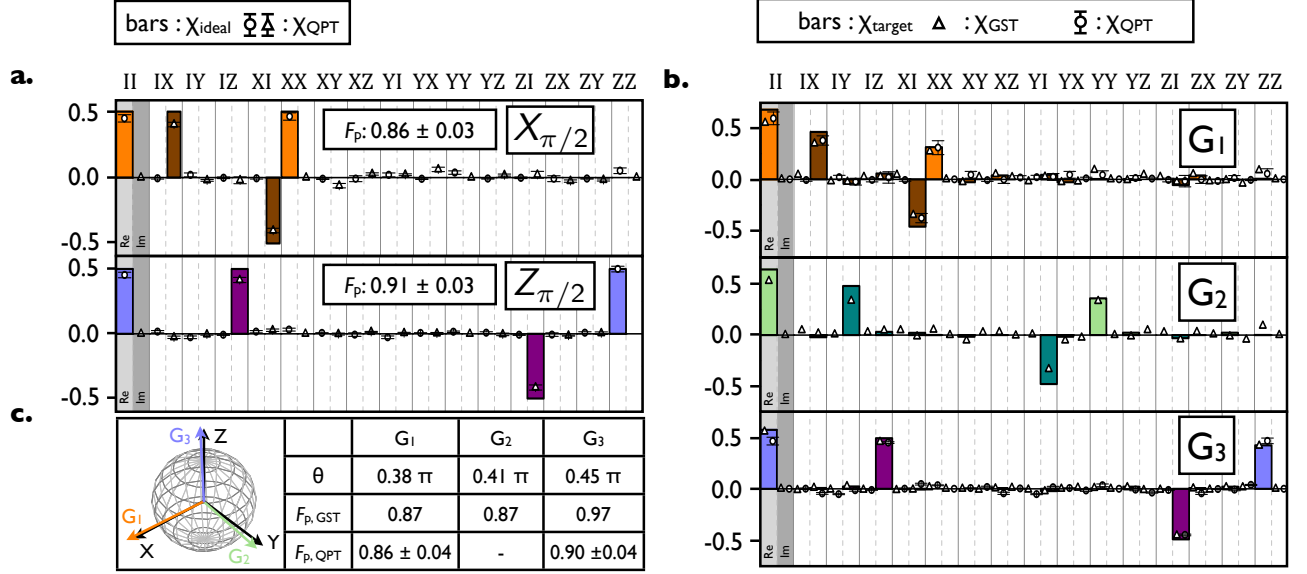 bars : χideal : χQPT
a.
II IX IY IZ XI XX XY XZ YI YX YY YZ ZI ZX ZY ZZ
0.5
0.0
-0.5
Fp: 0.86 ± 0.03
Xπ/2
Re
Im
0.5
0.0
-0.5
Fp: 0.91 ± 0.03
Zπ/2
Re
Im
bars : χtarget : χGST : χQPT
b.
II IX IY IZ XI XX XY XZ YI YX YY YZ ZI ZX ZY ZZ
0.5
0.0
-0.5
G1
Re
Im
0.5
0.0
-0.5
G2
Re
Im
0.5
0.0
-0.5
G3
Re
Im
c.
G3
Z
G1
X
G2
Y
G1 G2 G3
θ 0.38 π 0.41 π 0.45 π
Fp, GST 0.87 0.87 0.97
Fp, QPT 0.86 ± 0.04 - 0.90 ±0.04